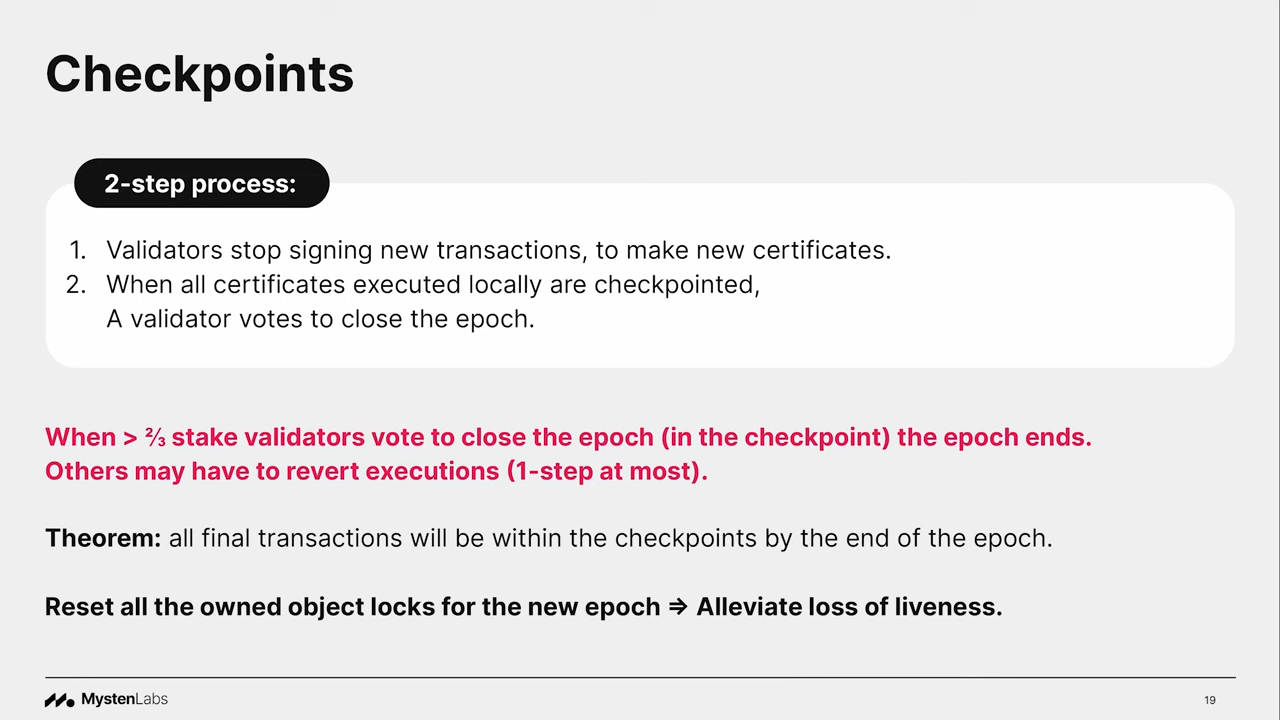 Checkpoints
2-step process:
1. Validators stop signing new transactions, to make new certificates.
2. When all certificates executed locally are checkpointed,
A validator votes to close the epoch.
When > ⅔ stake validators vote to close the epoch (in the checkpoint) the epoch ends.
Others may have to revert executions (1-step at most).
Theorem: all final transactions will be within the checkpoints by the end of the epoch.
Reset all the owned object locks for the new epoch ⇒ Alleviate loss of liveness.
MystenLabs
19